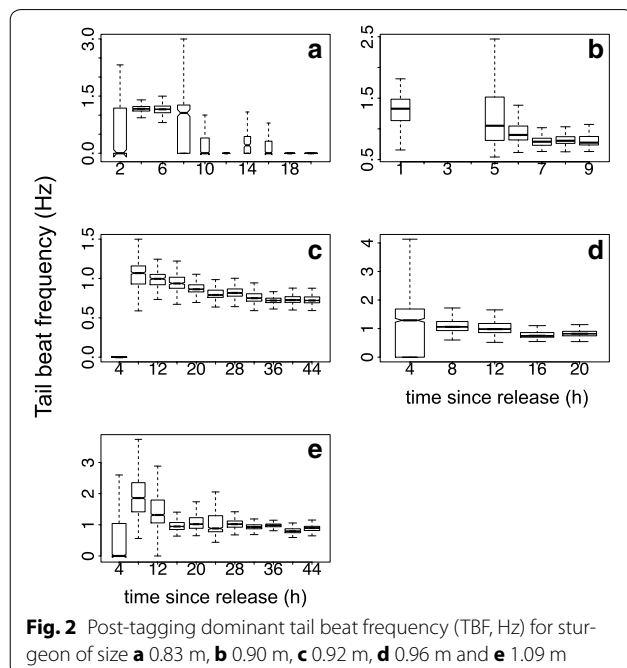 Tail beat frequency (Hz)
a
3.0
1.5
0.0
2 6 10 14 18
b
2.5
1.5
0.5
1 3 5 7 9
c
1.5
1.0
0.5
0.0
4 12 20 28 36 44
d
4
3
2
1
0
4 8 12 16 20
time since release (h)
e
3
2
1
0
4 12 20 28 36 44
time since release (h)
Fig. 2 Post-tagging dominant tail beat frequency (TBF, Hz) for stur-
geon of size a 0.83 m, b 0.90 m, c 0.92 m, d 0.96 m and e 1.09 m